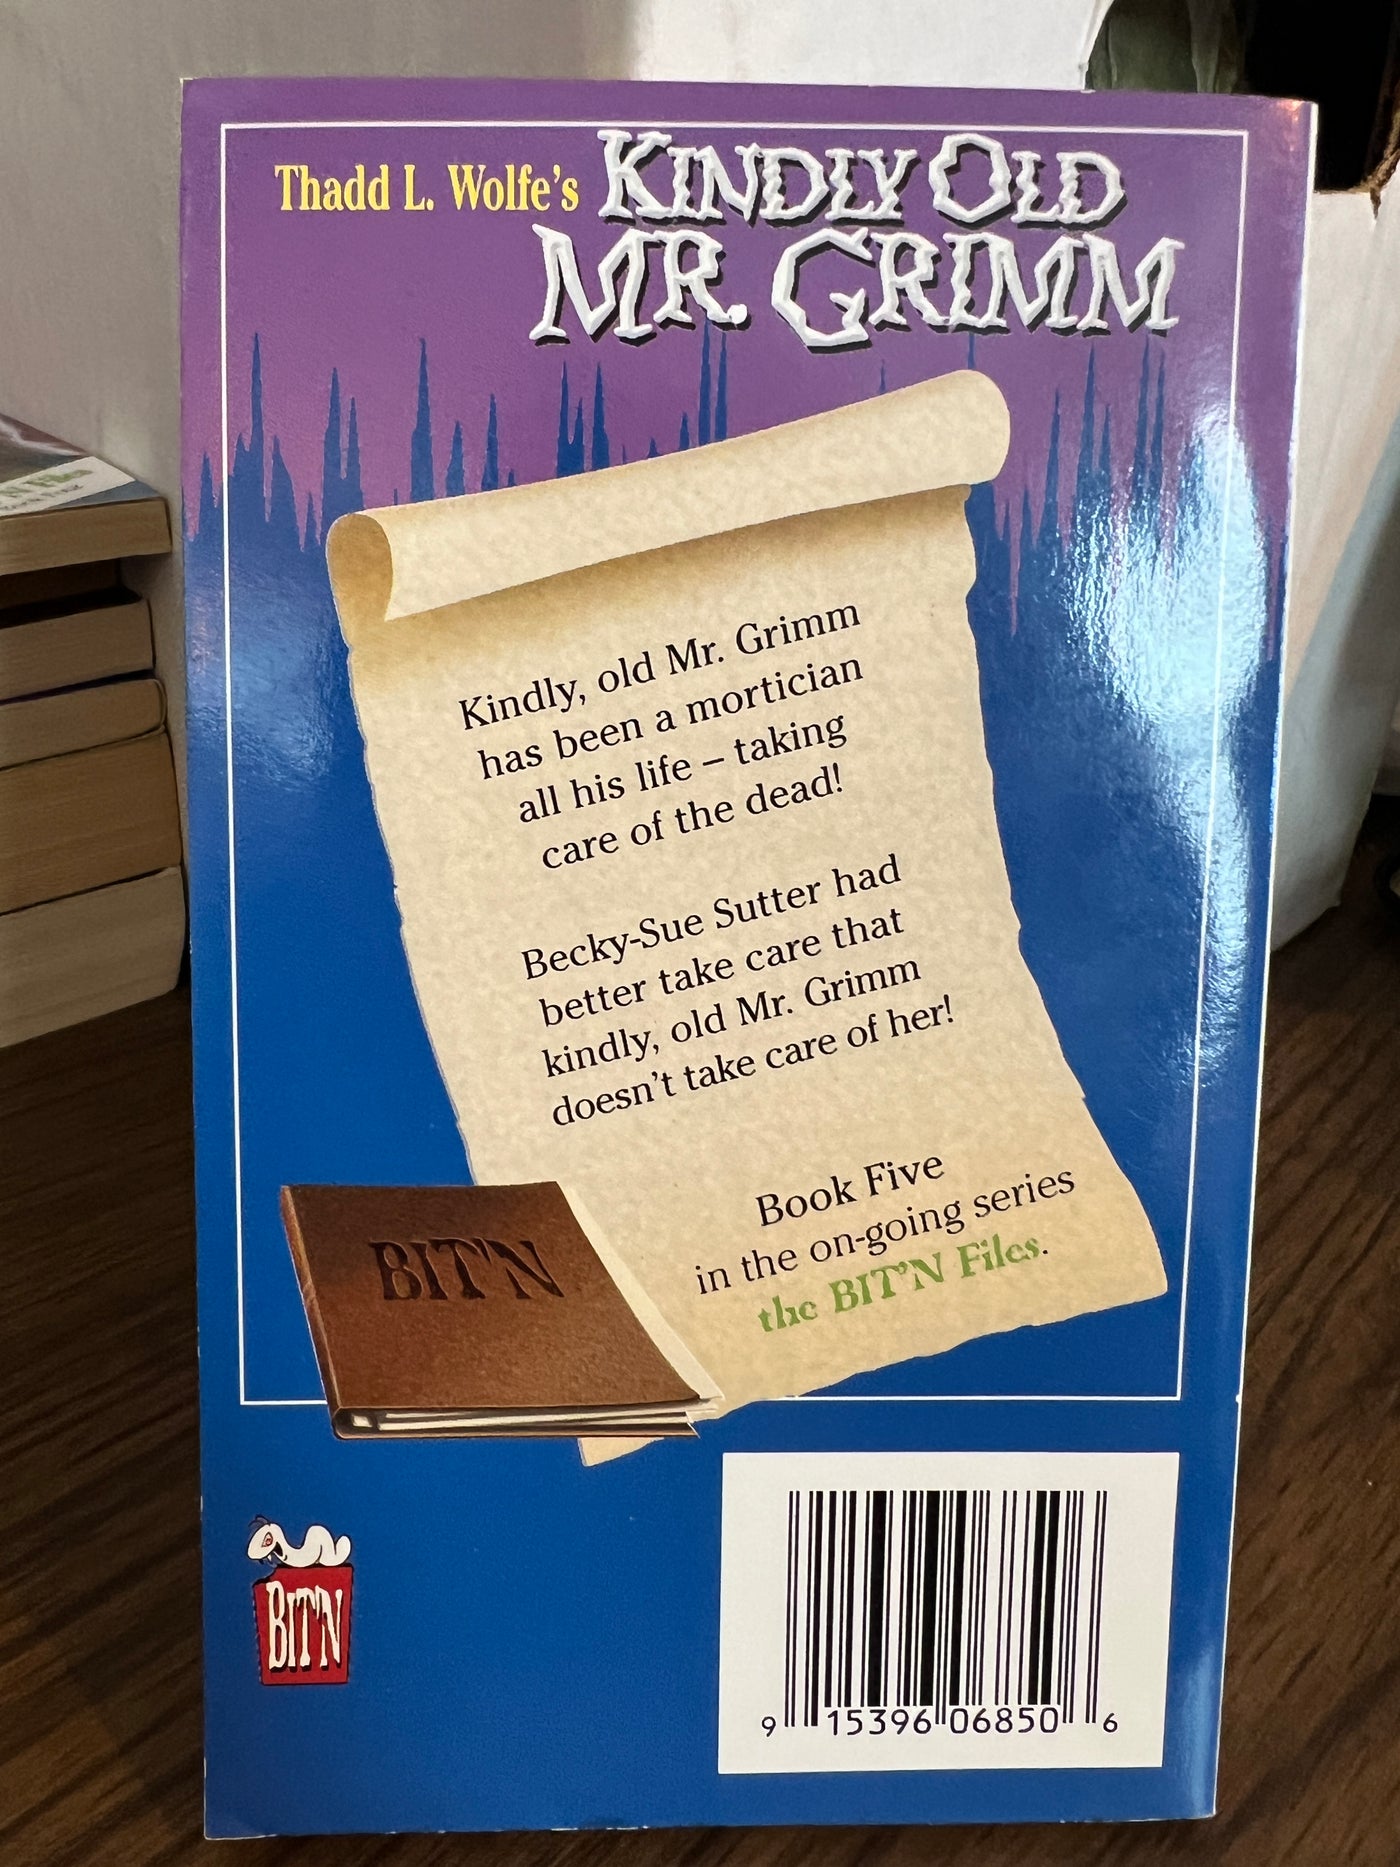 Thadd L. Wolfe's KINDLY OLD
MR. GRIMM
Kindly, old Mr. Grimm
has been a mortician
all his life – taking
care of the dead!
Becky-Sue Sutter had
better take care that
kindly, old Mr. Grimm
doesn't take care of her!
Book Five
in the on-going series
the BIT'N Files.
BIT'N
BIT'N
9 15396 06850 6